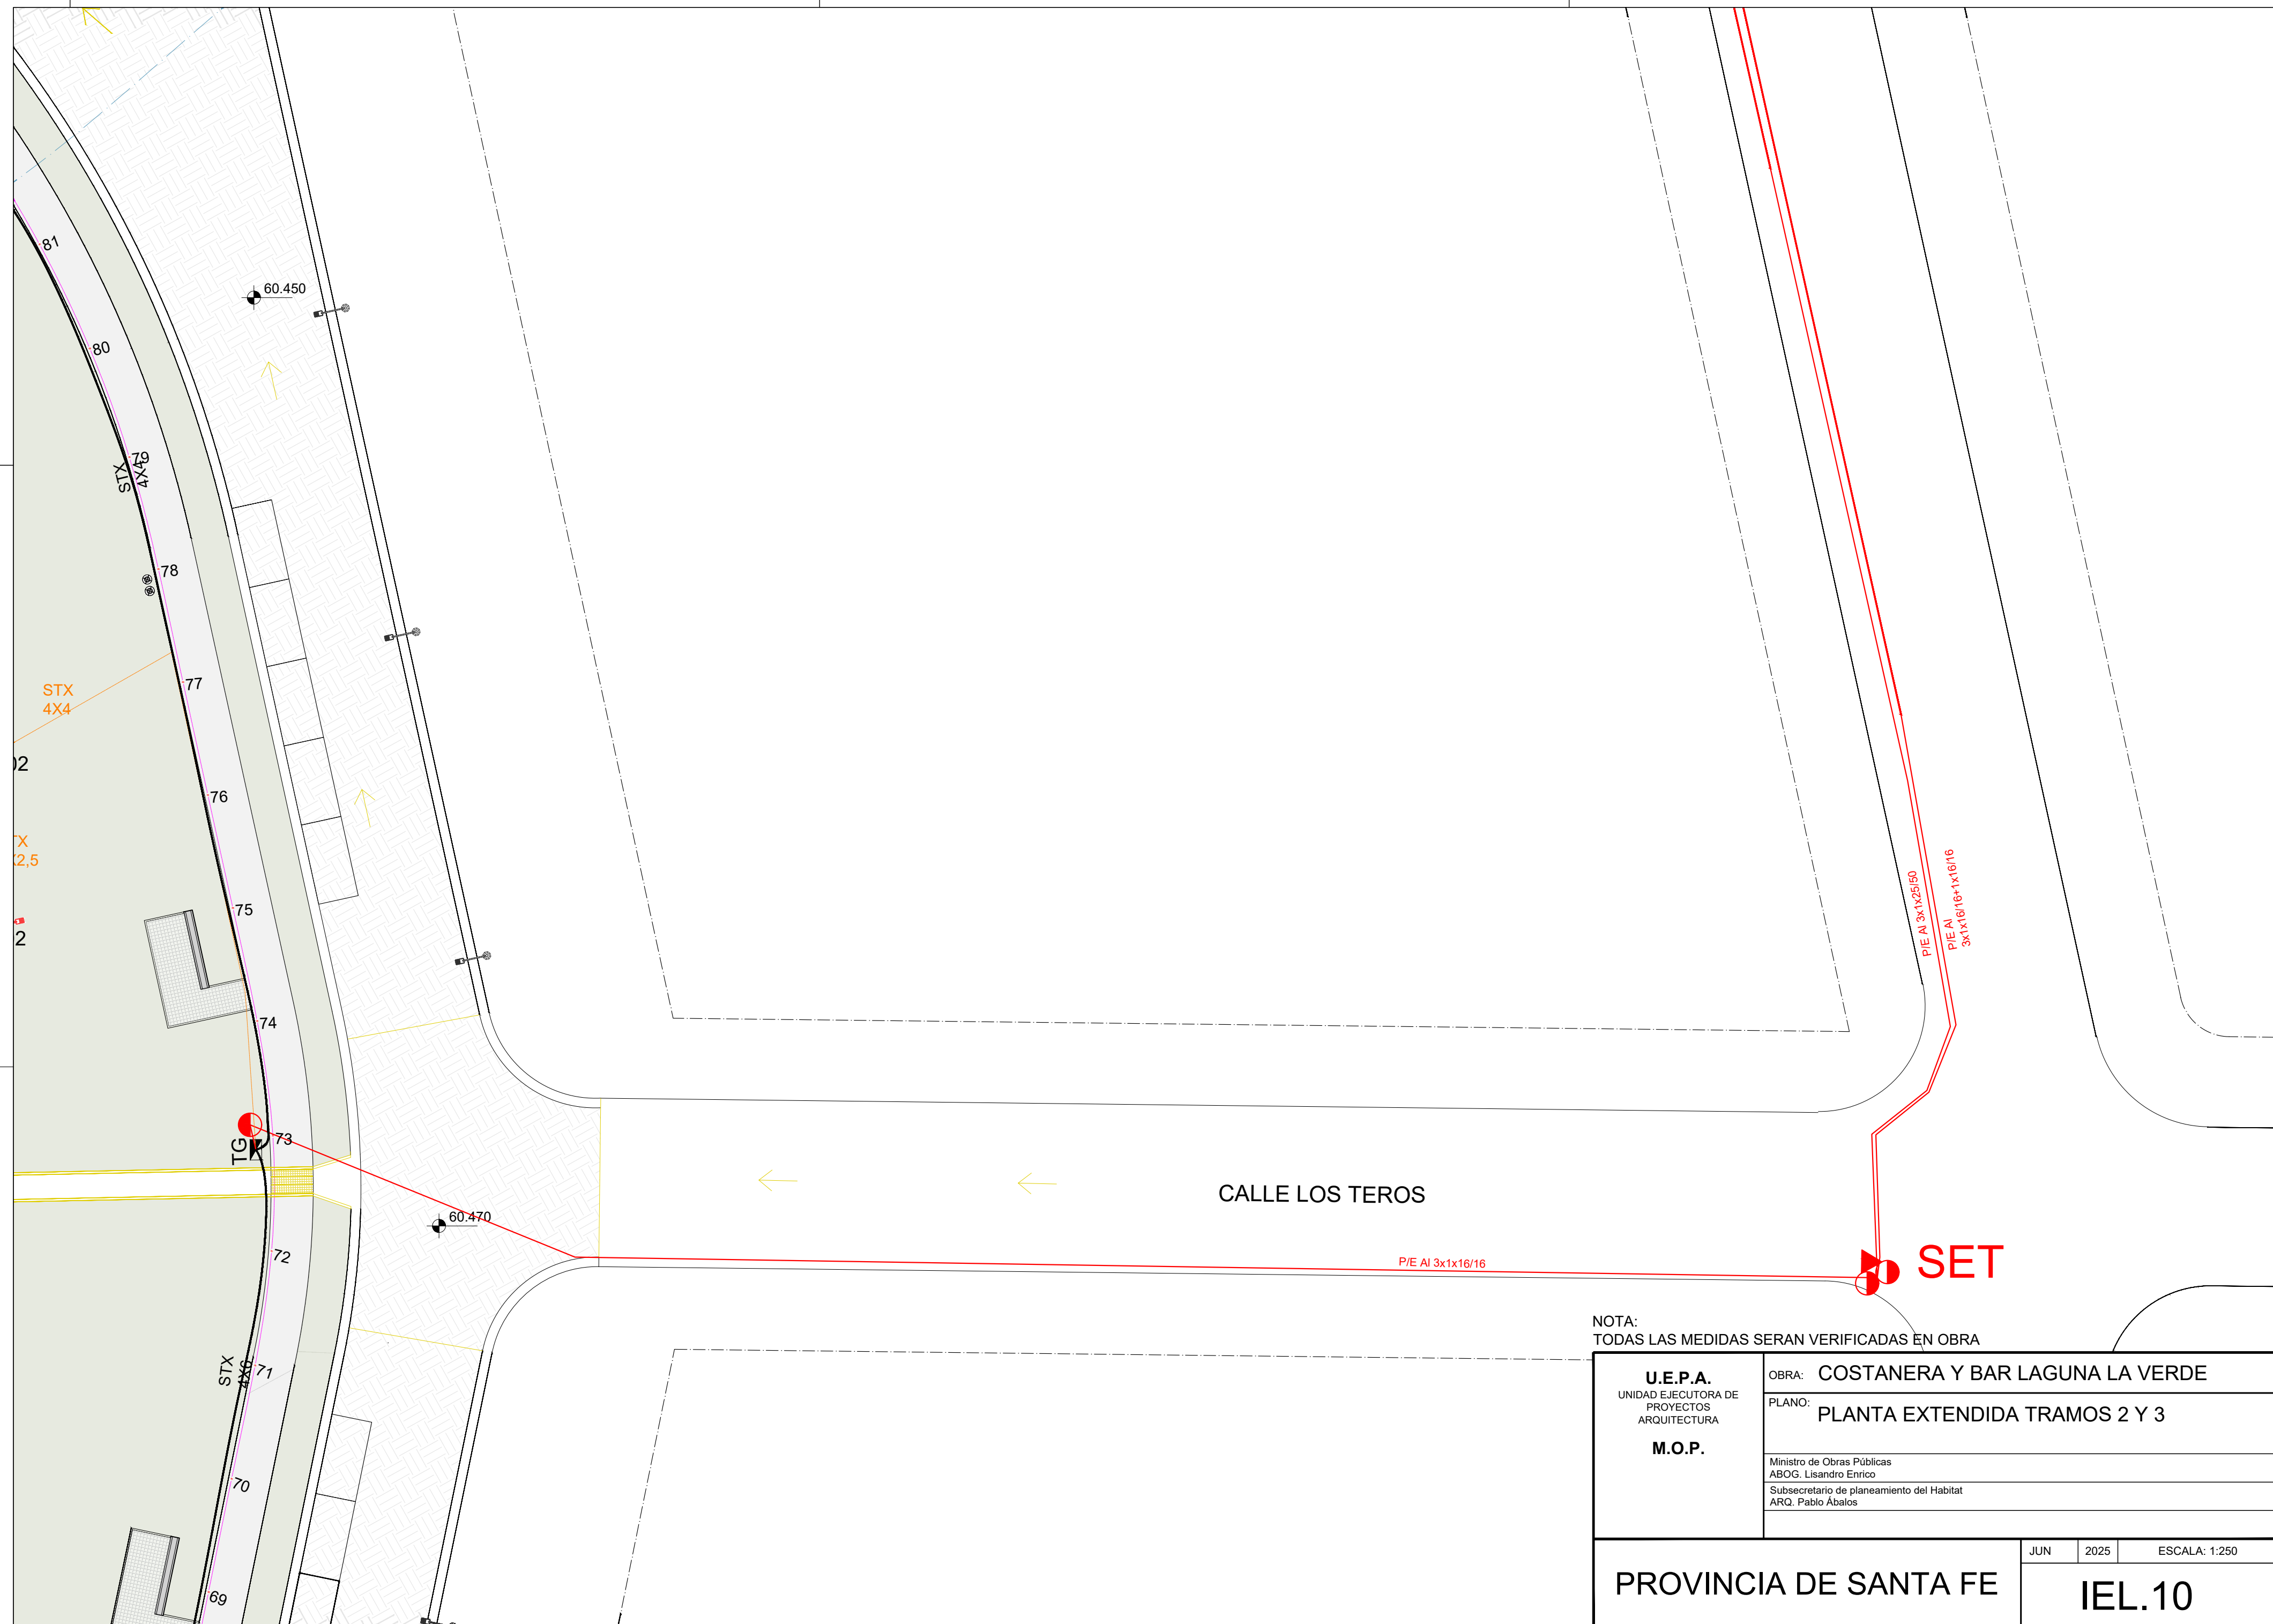 81
60.450
80
79
STX
4X4
78
77
STX
4X4
76
2,5
75
2
74
P/E Al 3x1x25/50
P/E Al
3x1x16/16+1x16/16
TG
73
CALLE LOS TEROS
60.470
72
P/E Al 3x1x16/16
SET
STX
4X6
71
70
69
NOTA:
TODAS LAS MEDIDAS SERAN VERIFICADAS EN OBRA
U.E.P.A.
UNIDAD EJECUTORA DE
PROYECTOS
ARQUITECTURA
M.O.P.
OBRA: COSTANERA Y BAR LAGUNA LA VERDE
PLANO: PLANTA EXTENDIDA TRAMOS 2 Y 3
Ministro de Obras Públicas
ABOG. Lisandro Enrico
Subsecretario de planeamiento del Habitat
ARQ. Pablo Ábalos
PROVINCIA DE SANTA FE
JUN 2025 ESCALA: 1:250
IEL.10